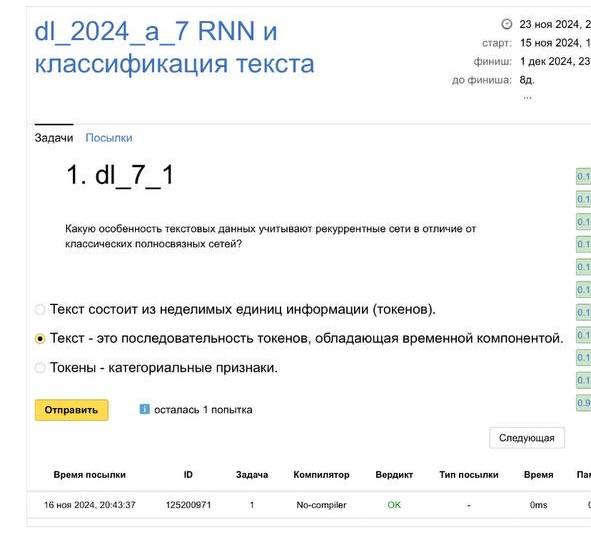 dl_2024_a_7 RNN и
классификация текста
23 ноя 2024, 2
старт: 15 ноя 2024, 1
финиш: 1 дек 2024, 23
до финиша: 8д.
...
Задачи Посылки
1. dl_7_1
Какую особенность текстовых данных учитывают рекуррентные сети в отличие от
классических полносвязных сетей?
Текст состоит из неделимых единиц информации (токенов).
Текст - это последовательность токенов, обладающая временной компонентой.
Токены - категориальные признаки.
0.1
0.1
0.1
0.1
0.1
0.1
0.1
0.1
0.1
0.1
0.9
Отправить i осталась 1 попытка
Следующая
Время посылки ID Задача Компилятор Вердикт Тип посылки Время Пам
16 ноя 2024, 20:43:37 125200971 1 No-compiler OK - 0ms